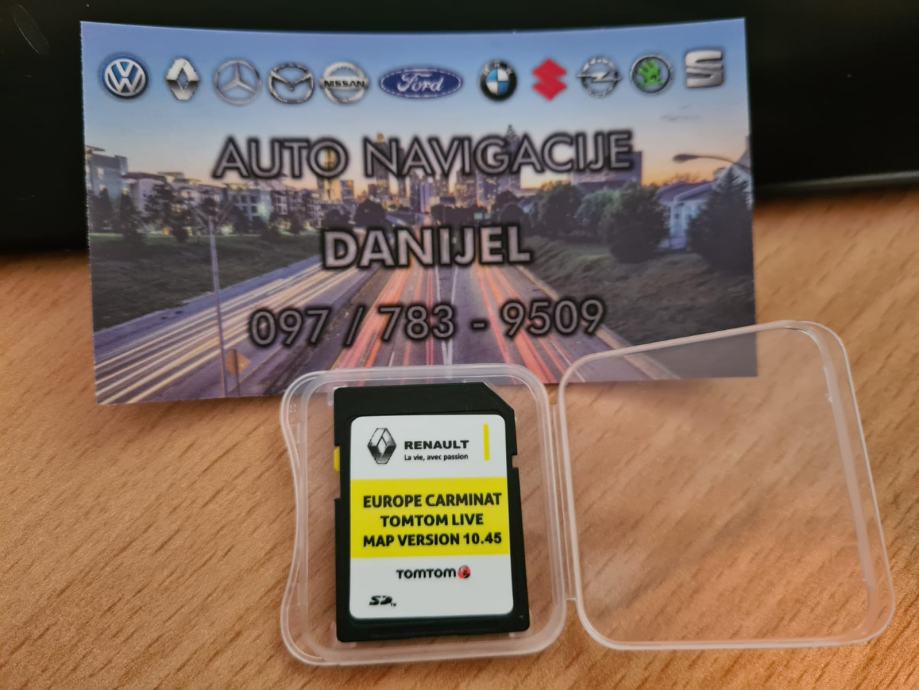 NISSAN
Ford
AUTO NAVIGACIJE
DANIJEL
097 / 783 - 9509
RENAULT
La vie, avec passion
EUROPE CARMINAT
TOMTOM LIVE
MAP VERSION 10.45
TOMTOM
SD